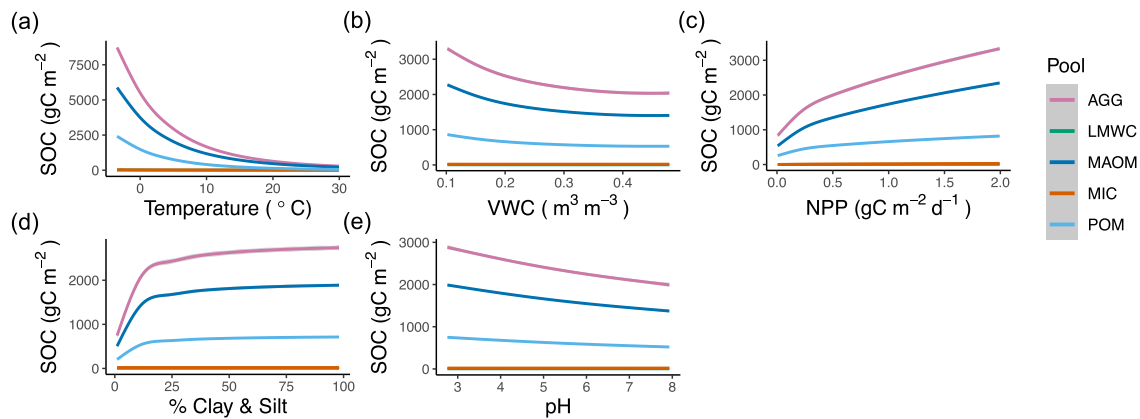 (a)
SOC (gC m⁻²)
7500
5000
2500
0
0
10
20
30
Temperature ( ° C)
(b)
SOC (gC m⁻²)
3000
2000
1000
0
0.1
0.2
0.3
0.4
VWC ( m³ m⁻³)
(c)
SOC (gC m⁻²)
3000
2000
1000
0
0.0
0.5
1.0
1.5
2.0
NPP (gC m⁻² d⁻¹)
Pool
AGG
LMWC
MAOM
MIC
POM
(d)
SOC (gC m⁻²)
2000
1000
0
0
25
50
75
100
% Clay & Silt
(e)
SOC (gC m⁻²)
3000
2000
1000
0
3
4
5
6
7
8
pH